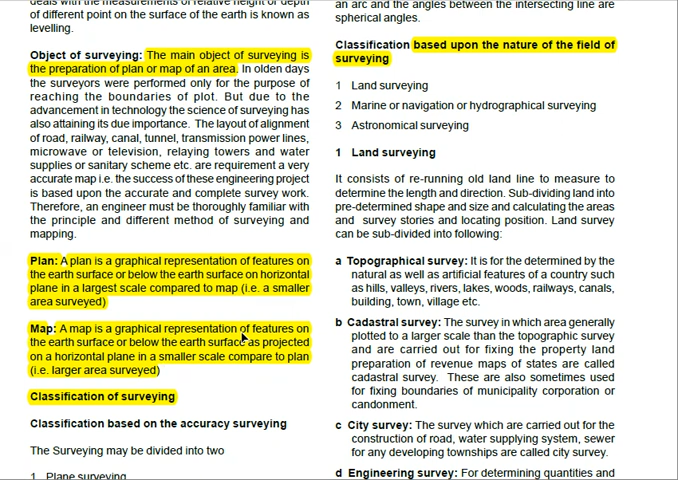 deals with the measurements of relative height or depth
of different point on the surface of the earth is known as
levelling.
Object of surveying: The main object of surveying is
the preparation of plan or map of an area. In olden days
the surveyors were performed only for the purpose of
reaching the boundaries of plot. But due to the
advancement in technology the science of surveying has
also attaining its due importance. The layout of alignment
of road, railway, canal, tunnel, transmission power lines,
microwave or television, relaying towers and water
supplies or sanitary scheme etc. are requirement a very
accurate map i.e. the success of these engineering project
is based upon the accurate and complete survey work.
Therefore, an engineer must be thoroughly familiar with
the principle and different method of surveying and
mapping.
Plan: A plan is a graphical representation of features on
the earth surface or below the earth surface on horizontal
plane in a largest scale compared to map (i.e. a smaller
area surveyed)
Map: A map is a graphical representation of features on
the earth surface or below the earth surface as projected
on a horizontal plane in a smaller scale compare to plan
(i.e. larger area surveyed)
Classification of surveying
Classification based on the accuracy surveying
The Surveying may be divided into two
1 Plane surveying
an arc and the angles between the intersecting line are
spherical angles.
Classification based upon the nature of the field of
surveying
1 Land surveying
2 Marine or navigation or hydrographical surveying
3 Astronomical surveying
1 Land surveying
It consists of re-running old land line to measure to
determine the length and direction. Sub-dividing land into
pre-determined shape and size and calculating the areas
and survey stories and locating position. Land survey
can be sub-divided into following:
a Topographical survey: It is for the determined by the
natural as well as artificial features of a country such
as hills, valleys, rivers, lakes, woods, railways, canals,
building, town, village etc.
b Cadastral survey: The survey in which area generally
plotted to a larger scale than the topographic survey
and are carried out for fixing the property land
preparation of revenue maps of states are called
cadastral survey. These are also sometimes used
for fixing boundaries of municipality corporation or
candonment.
c City survey: The survey which are carried out for the
construction of road, water supplying system, sewer
for any developing townships are called city survey.
d Engineering survey: For determining quantities and